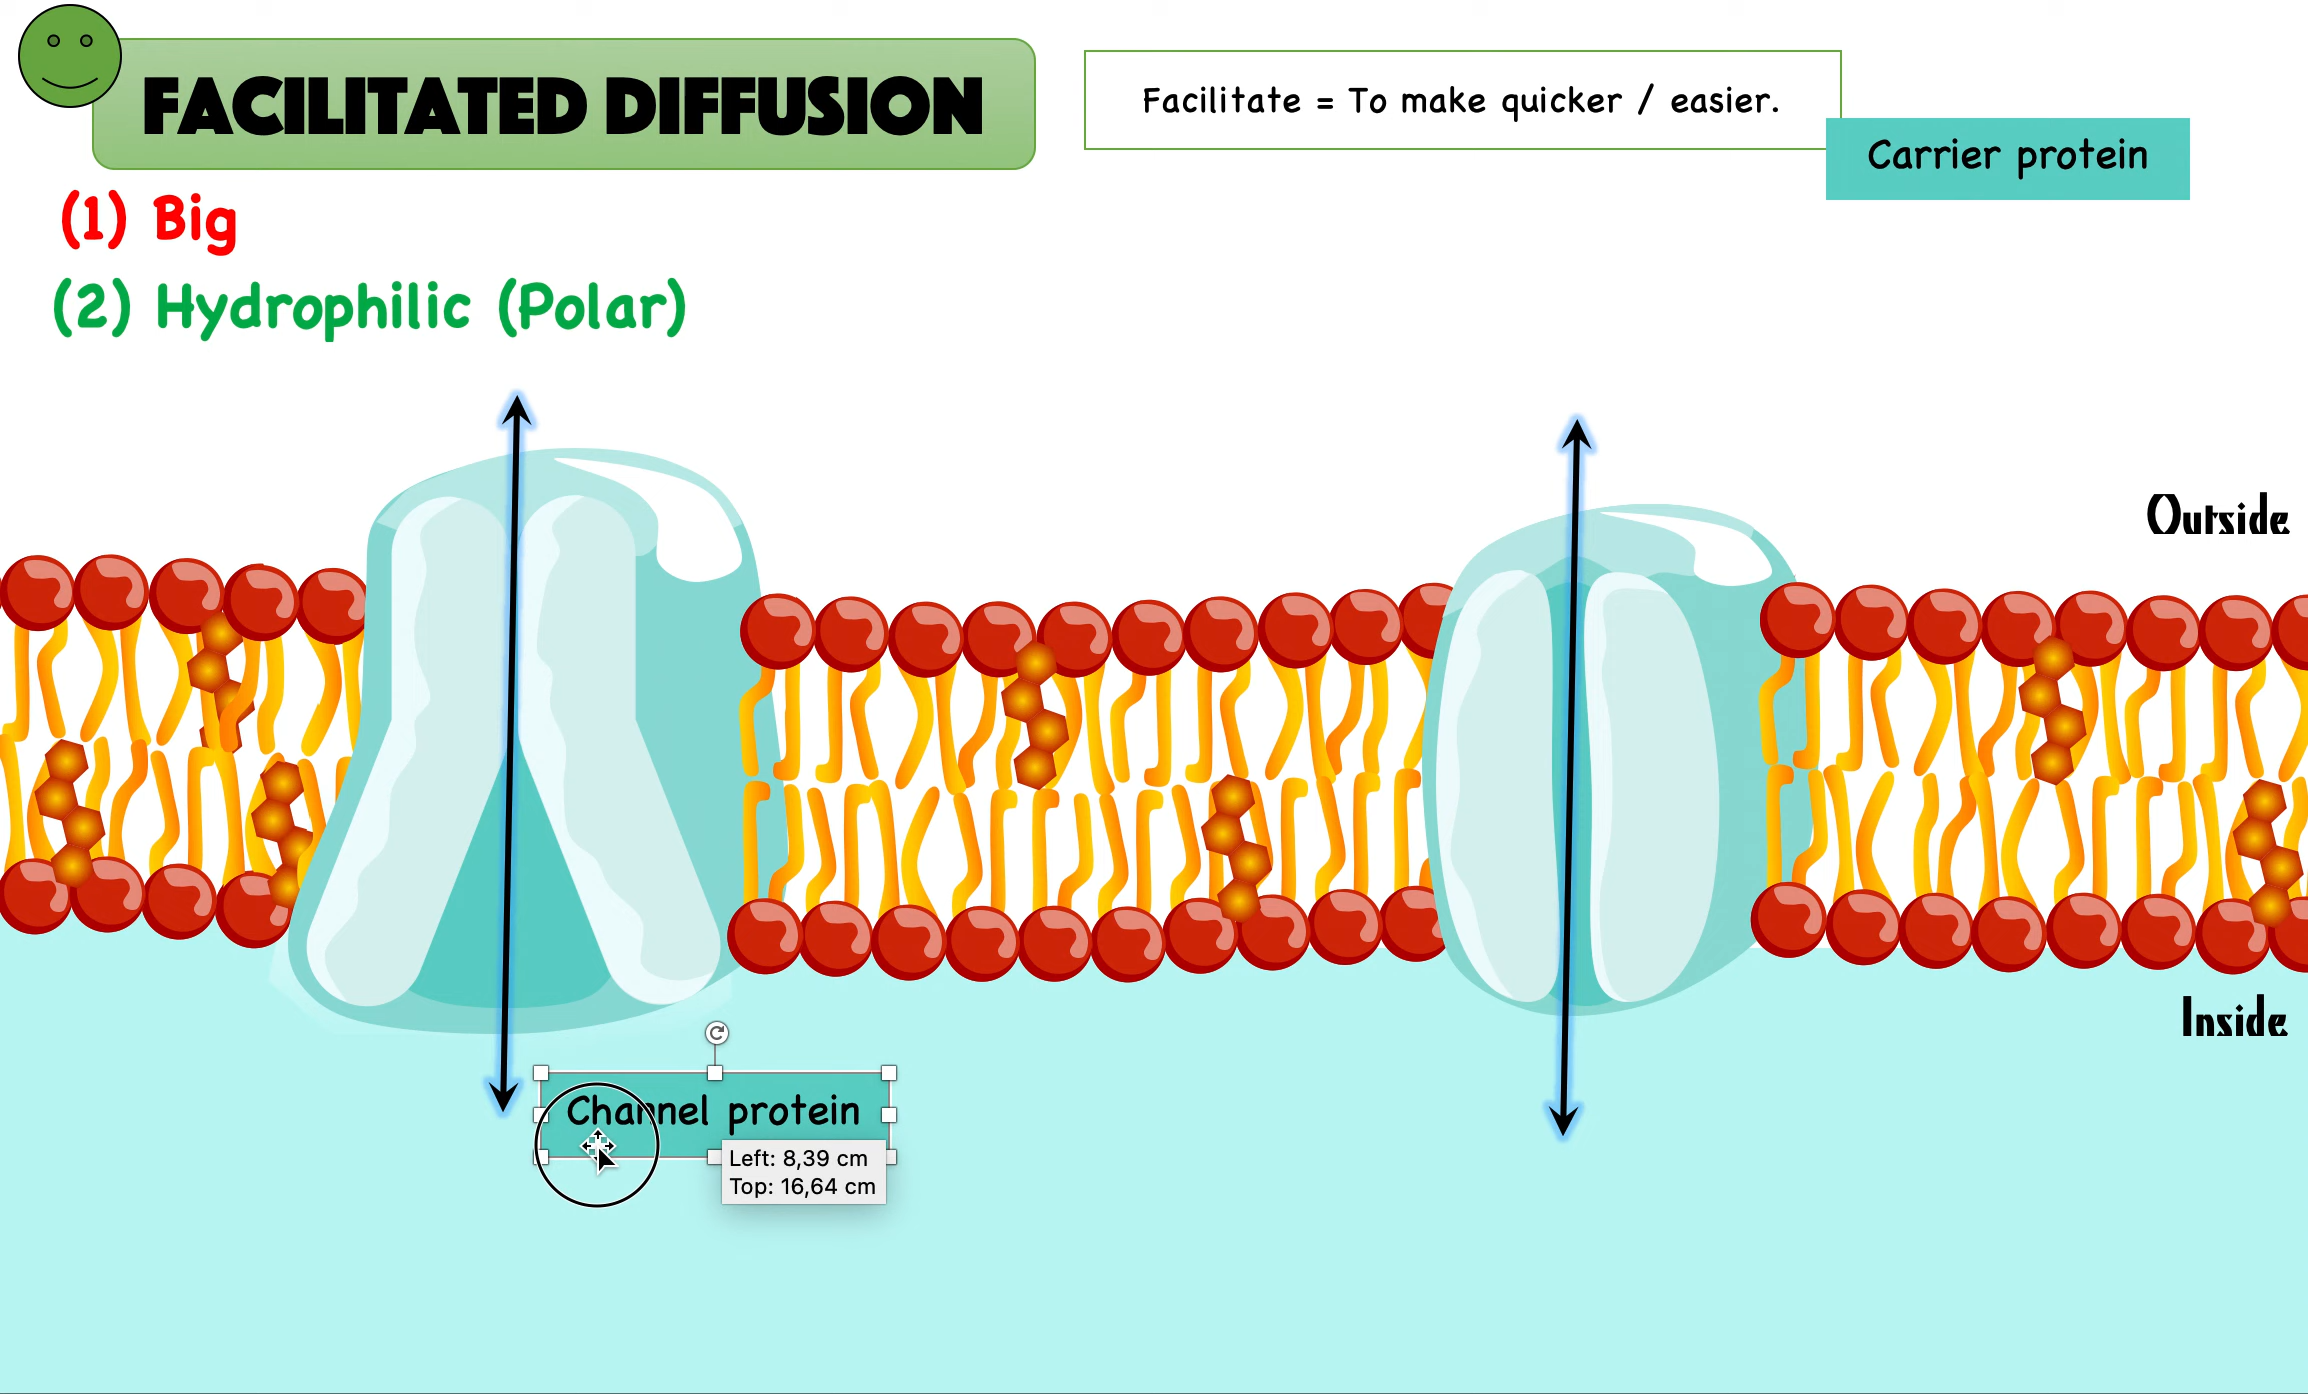 FACILITATED DIFFUSION
Facilitate = To make quicker / easier.
Carrier protein
(1) Big
(2) Hydrophilic (Polar)
Outside
Inside
Channel protein
Left: 8,39 cm
Top: 16,64 cm